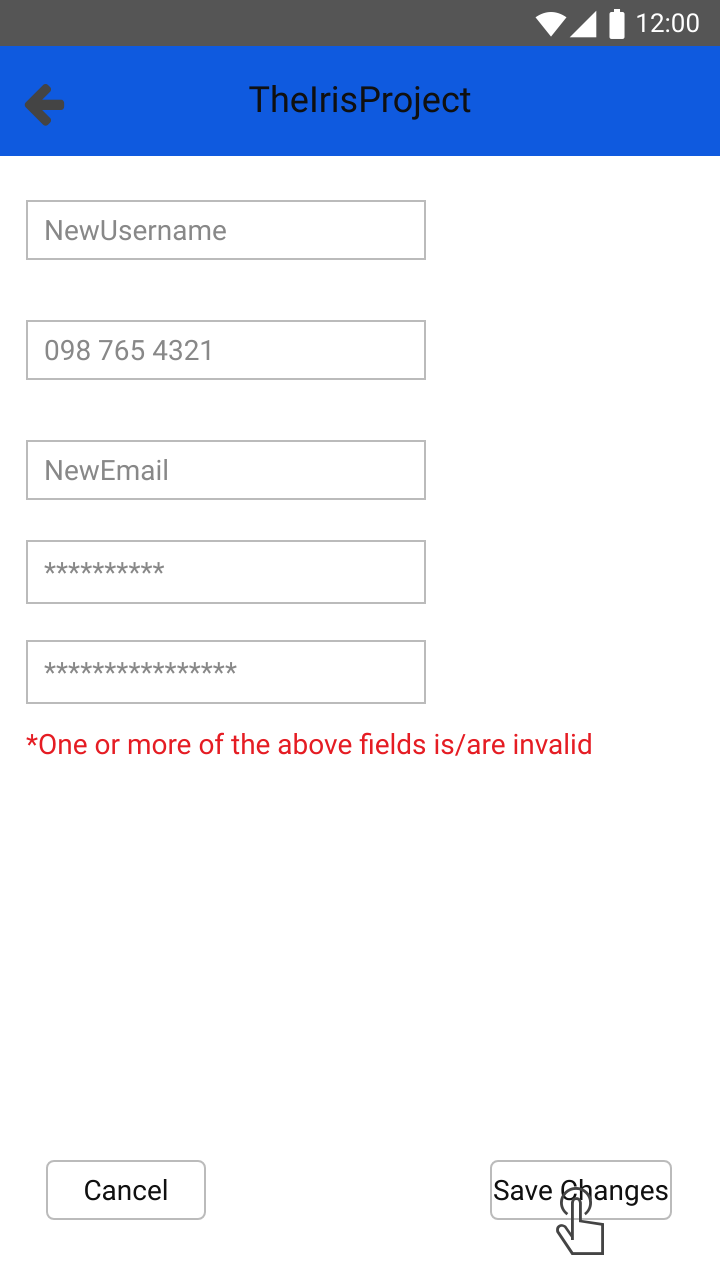 12:00
TheIrisProject
NewUsername
098 765 4321
NewEmail
**********
****************
*One or more of the above fields is/are invalid
Cancel
Save Changes